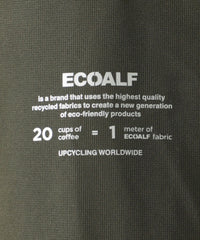 ECOALF
is a brand that uses the highest quality
recycled fabrics to create a new generation
of eco-friendly products
20 cups of coffee = 1 meter of ECOALF fabric
UPCYCLING WORLDWIDE